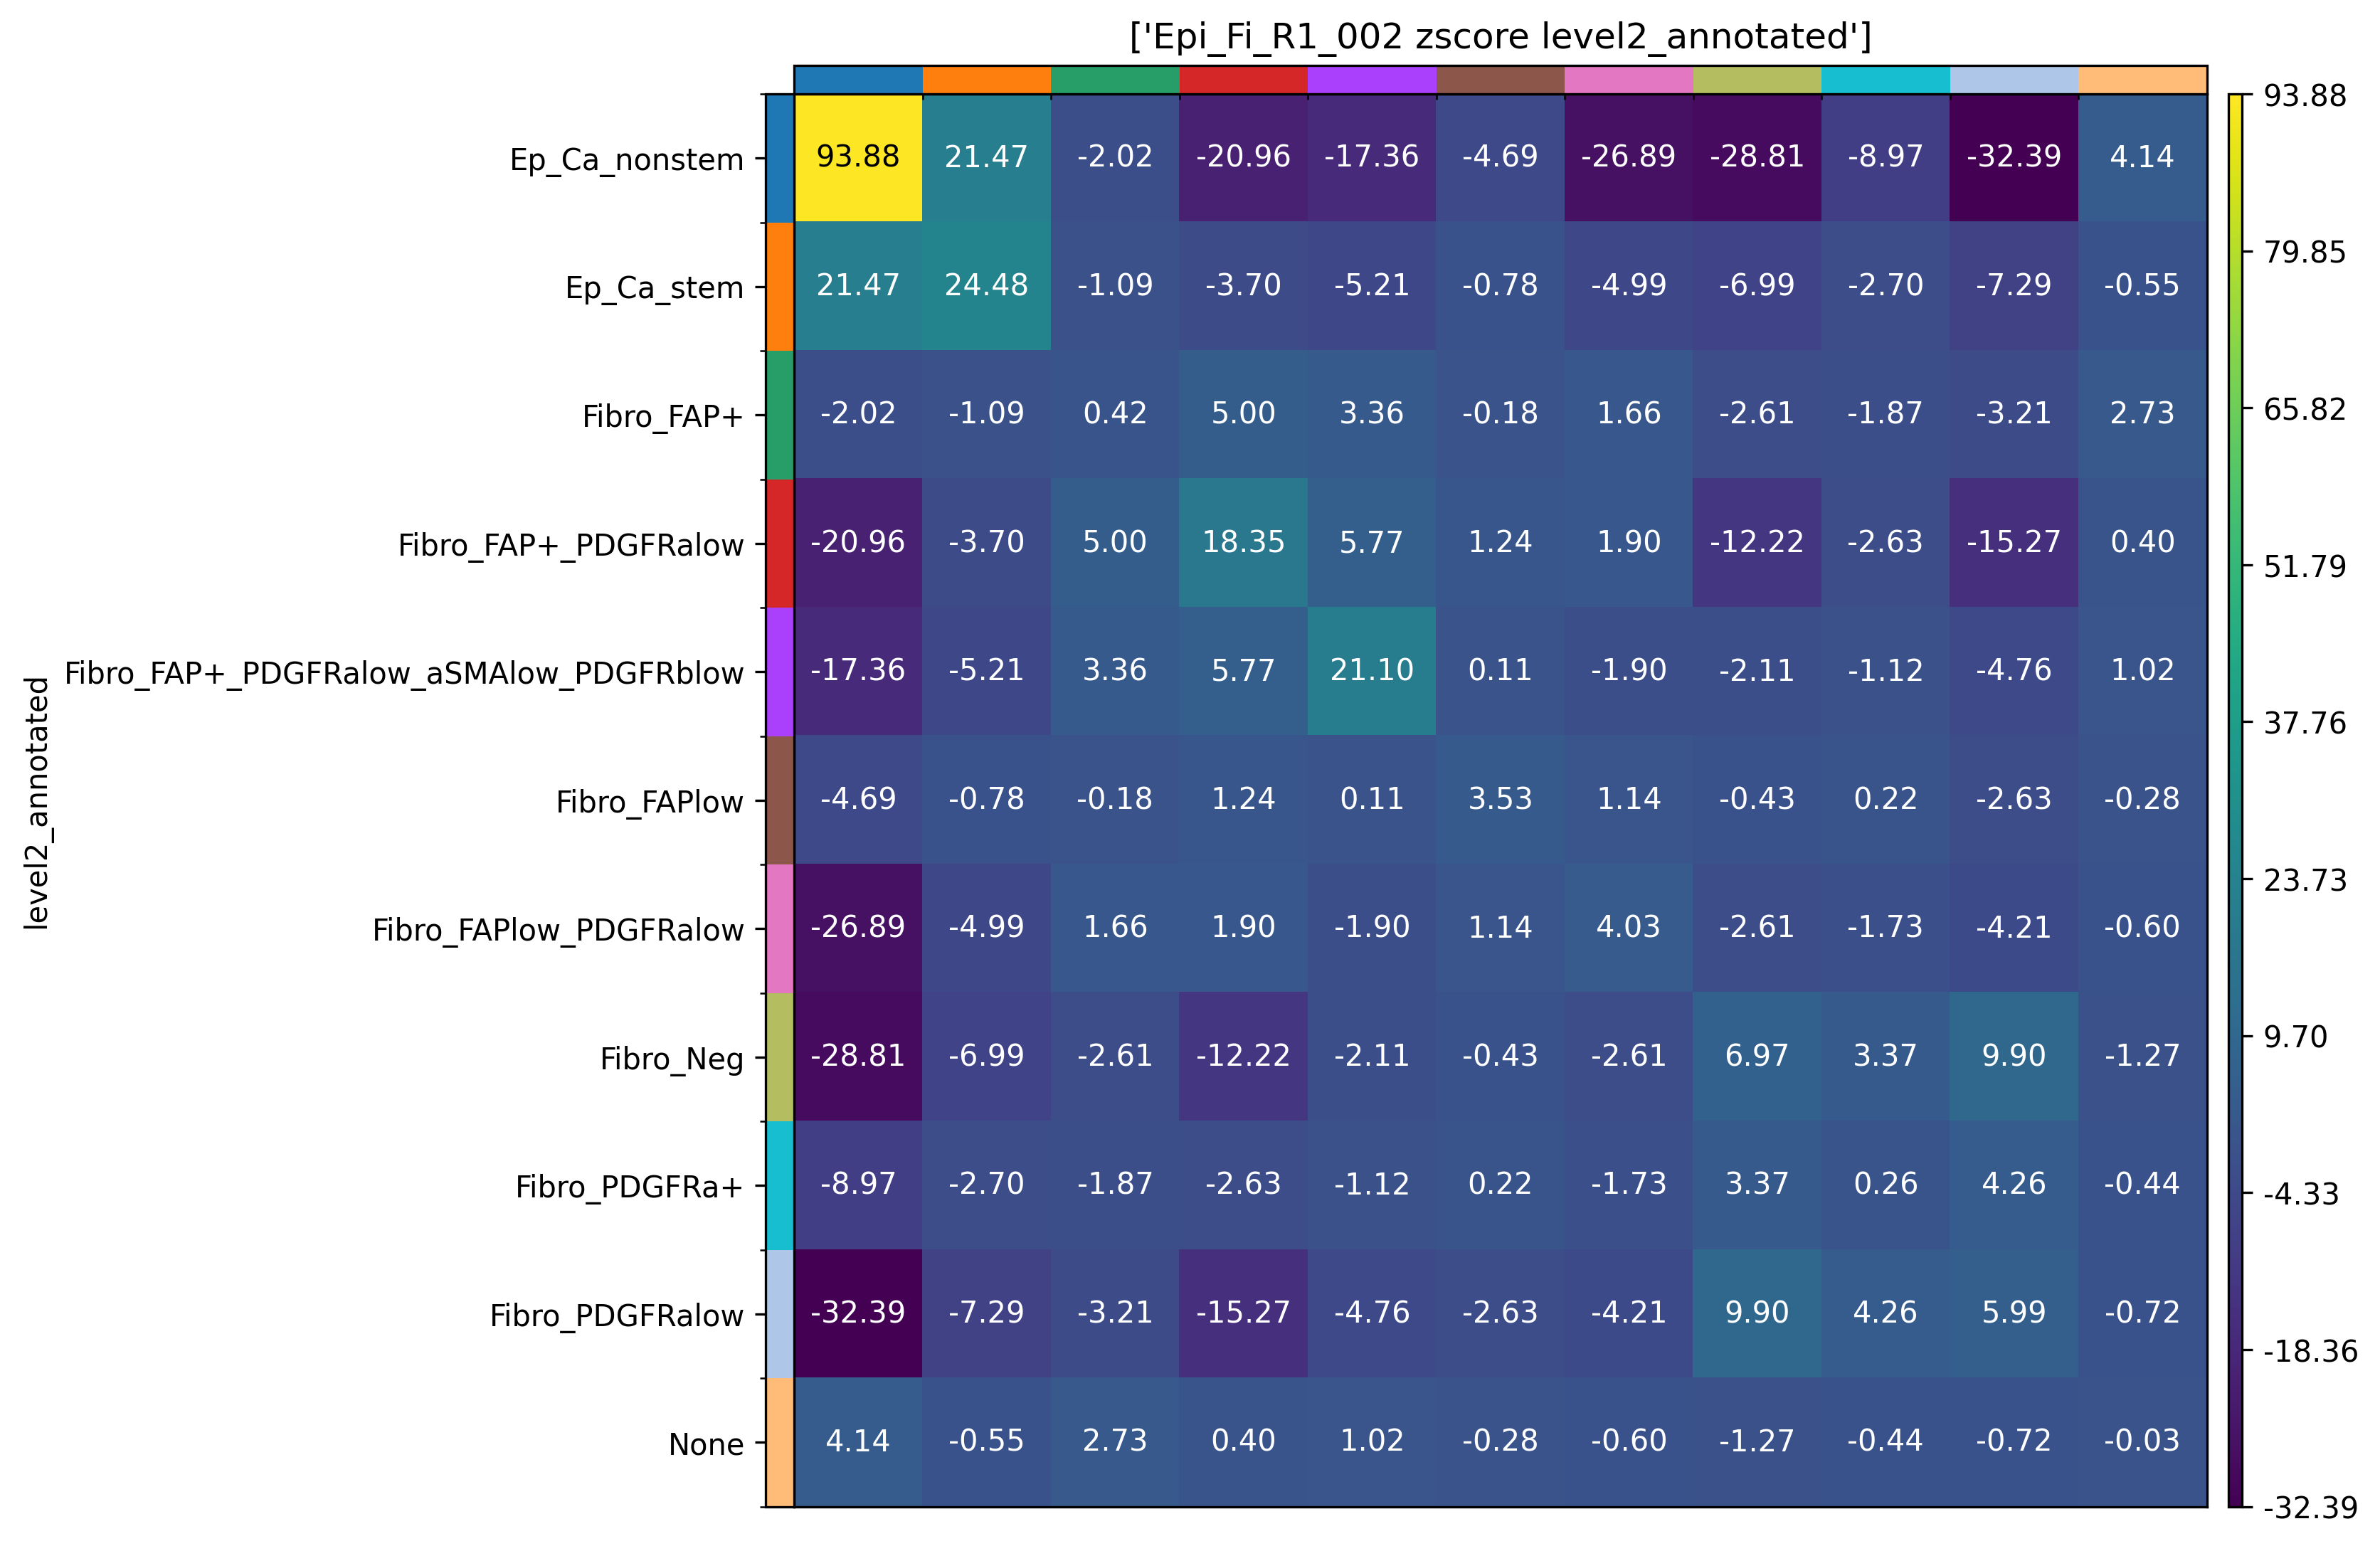 ['Epi_Fi_R1_002 zscore level2_annotated']
level2_annotated
Ep_Ca_nonstem 93.88 21.47 -2.02 -20.96 -17.36 -4.69 -26.89 -28.81 -8.97 -32.39 4.14
Ep_Ca_stem 21.47 24.48 -1.09 -3.70 -5.21 -0.78 -4.99 -6.99 -2.70 -7.29 -0.55
Fibro_FAP+ -2.02 -1.09 0.42 5.00 3.36 -0.18 1.66 -2.61 -1.87 -3.21 2.73
Fibro_FAP+_PDGFRalow -20.96 -3.70 5.00 18.35 5.77 1.24 1.90 -12.22 -2.63 -15.27 0.40
Fibro_FAP+_PDGFRalow_aSMAlow_PDGFRblow -17.36 -5.21 3.36 5.77 21.10 0.11 -1.90 -2.11 -1.12 -4.76 1.02
Fibro_FAPlow -4.69 -0.78 -0.18 1.24 0.11 3.53 1.14 -0.43 0.22 -2.63 -0.28
Fibro_FAPlow_PDGFRalow -26.89 -4.99 1.66 1.90 -1.90 1.14 4.03 -2.61 -1.73 -4.21 -0.60
Fibro_Neg -28.81 -6.99 -2.61 -12.22 -2.11 -0.43 -2.61 6.97 3.37 9.90 -1.27
Fibro_PDGFRa+ -8.97 -2.70 -1.87 -2.63 -1.12 0.22 -1.73 3.37 0.26 4.26 -0.44
Fibro_PDGFRalow -32.39 -7.29 -3.21 -15.27 -4.76 -2.63 -4.21 9.90 4.26 5.99 -0.72
None 4.14 -0.55 2.73 0.40 1.02 -0.28 -0.60 -1.27 -0.44 -0.72 -0.03
93.88
79.85
65.82
51.79
37.76
23.73
9.70
-4.33
-18.36
-32.39